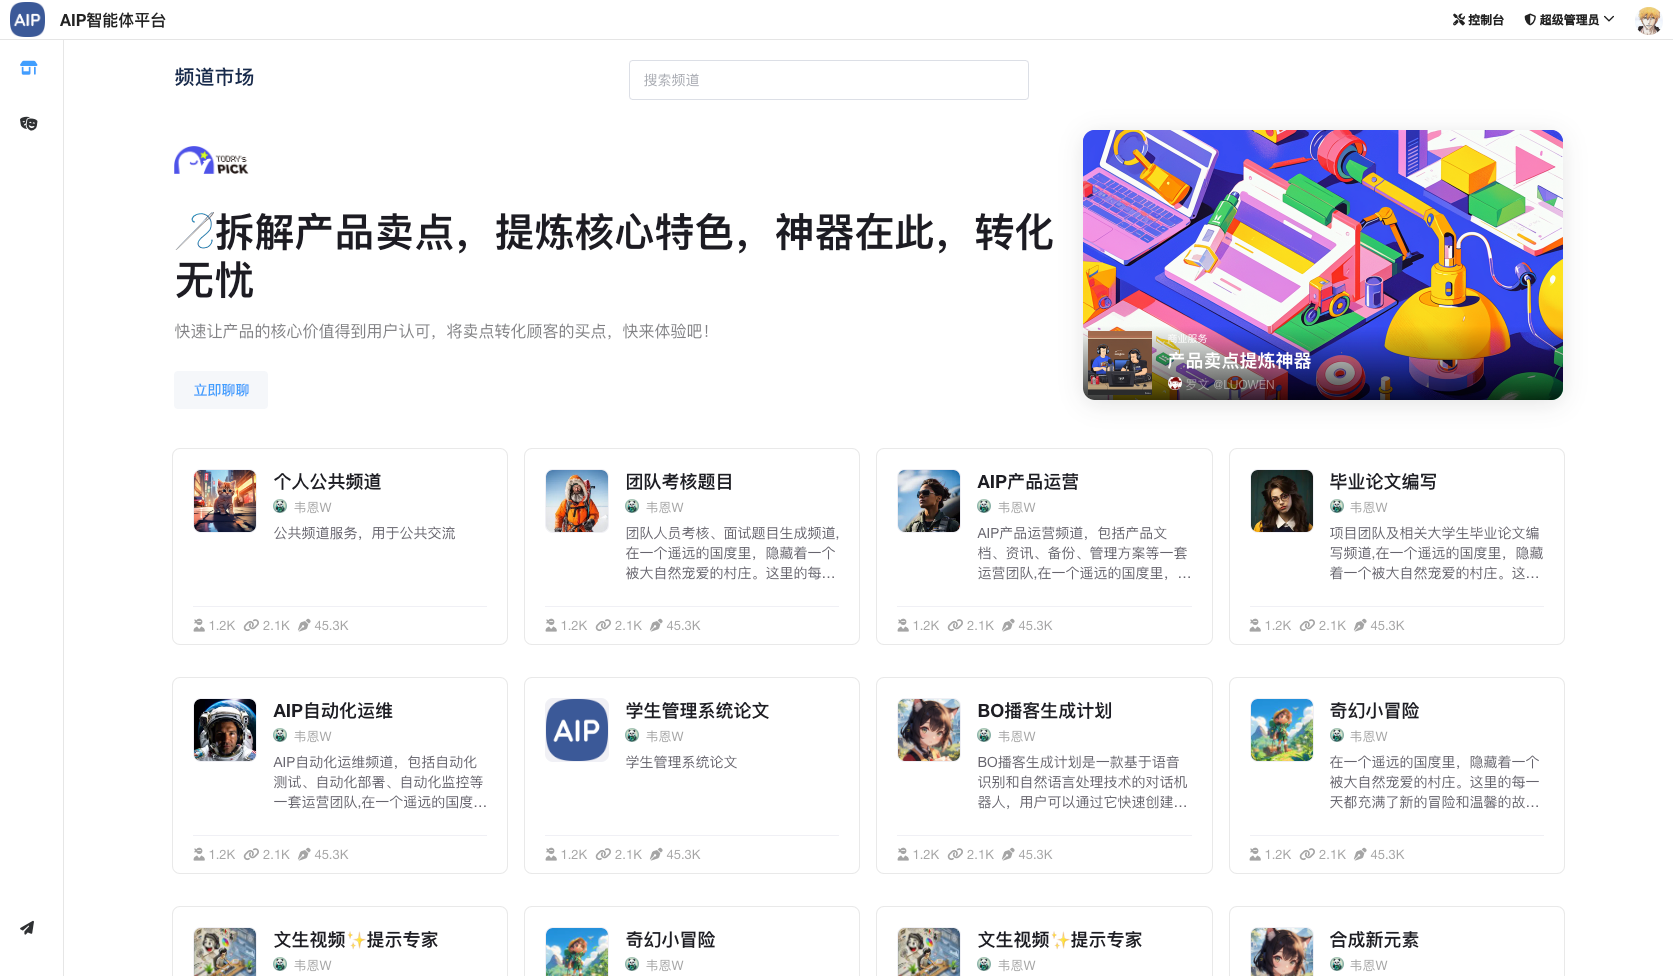 AIP AIP智能体平台
控制台 超级管理员
频道市场
搜索频道
TODAY's
PICK
拆解产品卖点，提炼核心特色，神器在此，转化
无忧
快速让产品的核心价值得到用户认可，将卖点转化顾客的买点，快来体验吧！
立即聊聊
商业服务
产品卖点提炼神器
罗文 @LUOWEN
个人公共频道
韦恩W
公共频道服务，用于公共交流
1.2K 2.1K 45.3K
团队考核题目
韦恩W
团队人员考核、面试题目生成频道,
在一个遥远的国度里，隐藏着一个
被大自然宠爱的村庄。这里的每...
1.2K 2.1K 45.3K
AIP产品运营
韦恩W
AIP产品运营频道，包括产品文
档、资讯、备份、管理方案等一套
运营团队,在一个遥远的国度里，...
1.2K 2.1K 45.3K
毕业论文编写
韦恩W
项目团队及相关大学生毕业论文编
写频道,在一个遥远的国度里，隐藏
着一个被大自然宠爱的村庄。这...
1.2K 2.1K 45.3K
AIP自动化运维
韦恩W
AIP自动化运维频道，包括自动化
测试、自动化部署、自动化监控等
一套运营团队,在一个遥远的国度...
1.2K 2.1K 45.3K
AIP
学生管理系统论文
韦恩W
学生管理系统论文
1.2K 2.1K 45.3K
BO播客生成计划
韦恩W
BO播客生成计划是一款基于语音
识别和自然语言处理技术的对话机
器人，用户可以通过它快速创建...
1.2K 2.1K 45.3K
奇幻小冒险
韦恩W
在一个遥远的国度里，隐藏着一个
被大自然宠爱的村庄。这里的每一
天都充满了新的冒险和温馨的故...
1.2K 2.1K 45.3K
文生视频✨提示专家
韦恩W
奇幻小冒险
韦恩W
文生视频✨提示专家
韦恩W
合成新元素
韦恩W